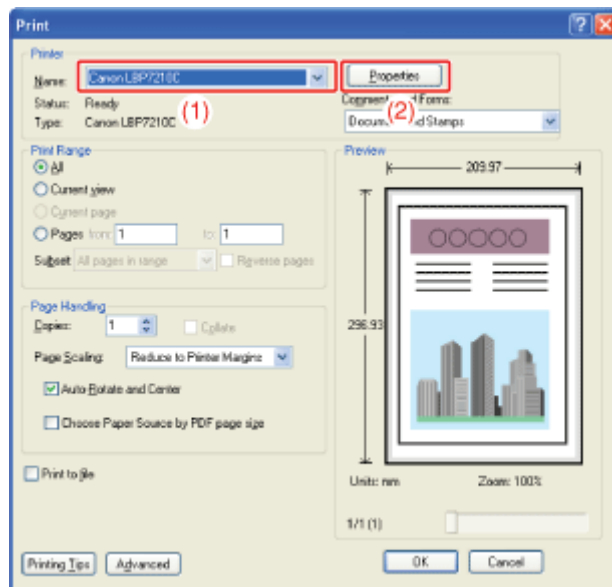 Print
Printer
Name: Canon LBP7210C Properties
Status: Ready (1) Comments and Forms: (2)
Type: Canon LBP7210C Document and Stamps
Print Range
All
Current view
Current page
Pages from: 1 to: 1
Subset: All pages in range Reverse pages
Preview
209.97
296.93
Page Handling
Copies: 1 Collate
Page Scaling: Reduce to Printer Margins
Auto-Rotate and Center
Choose Paper Source by PDF page size
Print to file
Units: mm Zoom: 100%
1/1 (1)
Printing Tips Advanced OK Cancel